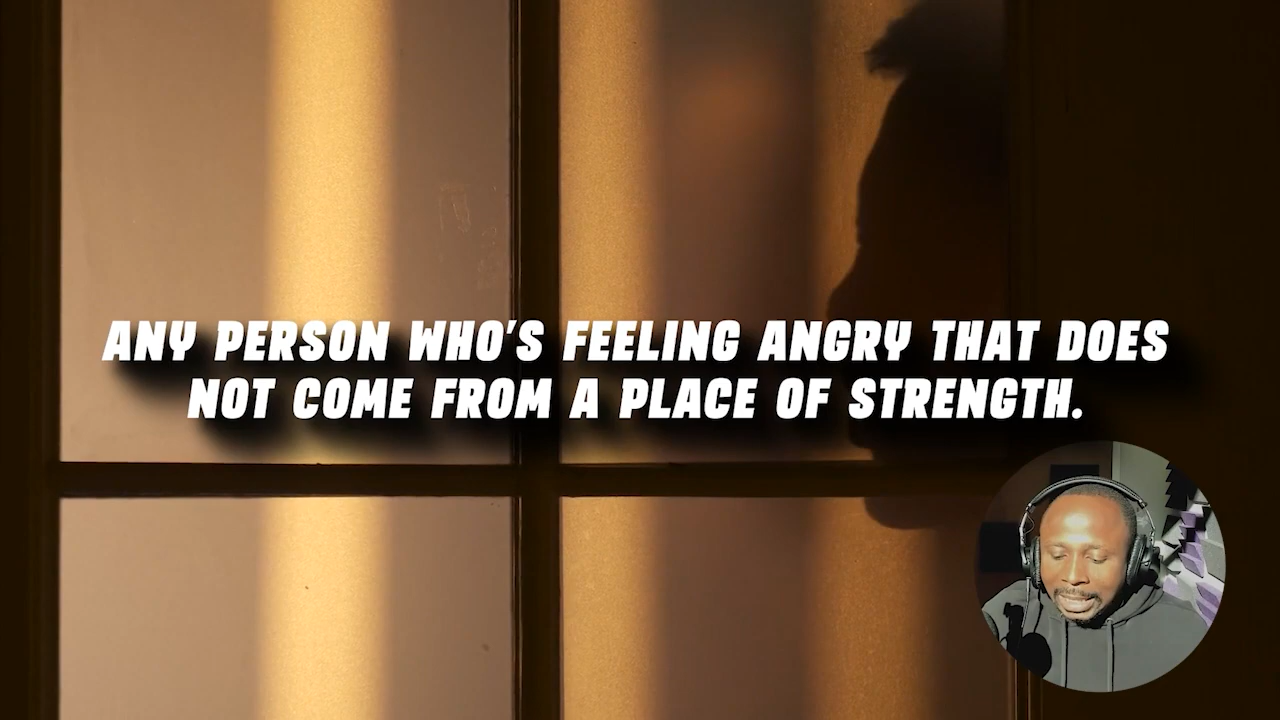 ANY PERSON WHO'S FEELING ANGRY THAT DOES
NOT COME FROM A PLACE OF STRENGTH.